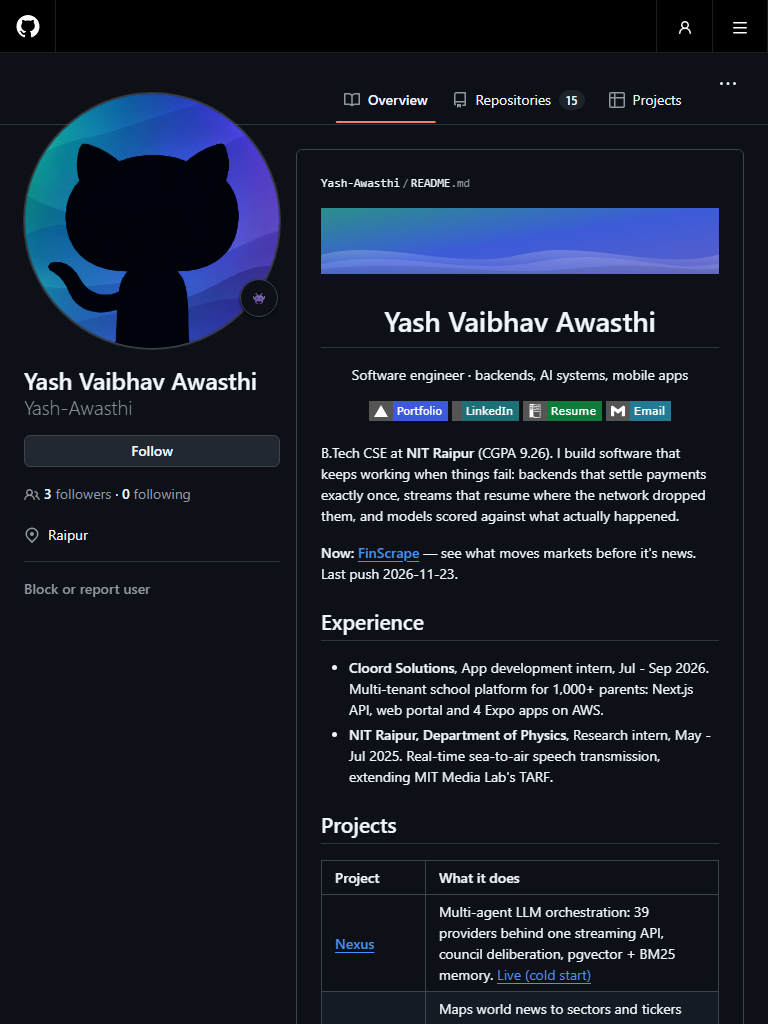 Overview
Repositories 15
Projects
Yash Vaibhav Awasthi
Yash-Awasthi
Follow
3 followers · 0 following
Raipur
Block or report user
Yash-Awasthi/README.md
Yash Vaibhav Awasthi
Software engineer · backends, AI systems, mobile apps
Portfolio LinkedIn Resume Email
B.Tech CSE at NIT Raipur (CGPA 9.26). I build software that
keeps working when things fail: backends that settle payments
exactly once, streams that resume where the network dropped
them, and models scored against what actually happened.
Now: FinScrape — see what moves markets before it's news.
Last push 2026-11-23.
Experience
Cloord Solutions, App development intern, Jul - Sep 2026.
Multi-tenant school platform for 1,000+ parents: Next.js
API, web portal and 4 Expo apps on AWS.
NIT Raipur, Department of Physics, Research intern, May -
Jul 2025. Real-time sea-to-air speech transmission,
extending MIT Media Lab's TARF.
Projects
Project What it does
Nexus
Multi-agent LLM orchestration: 39
providers behind one streaming API,
council deliberation, pgvector + BM25
memory. Live (cold start)
Maps world news to sectors and tickers